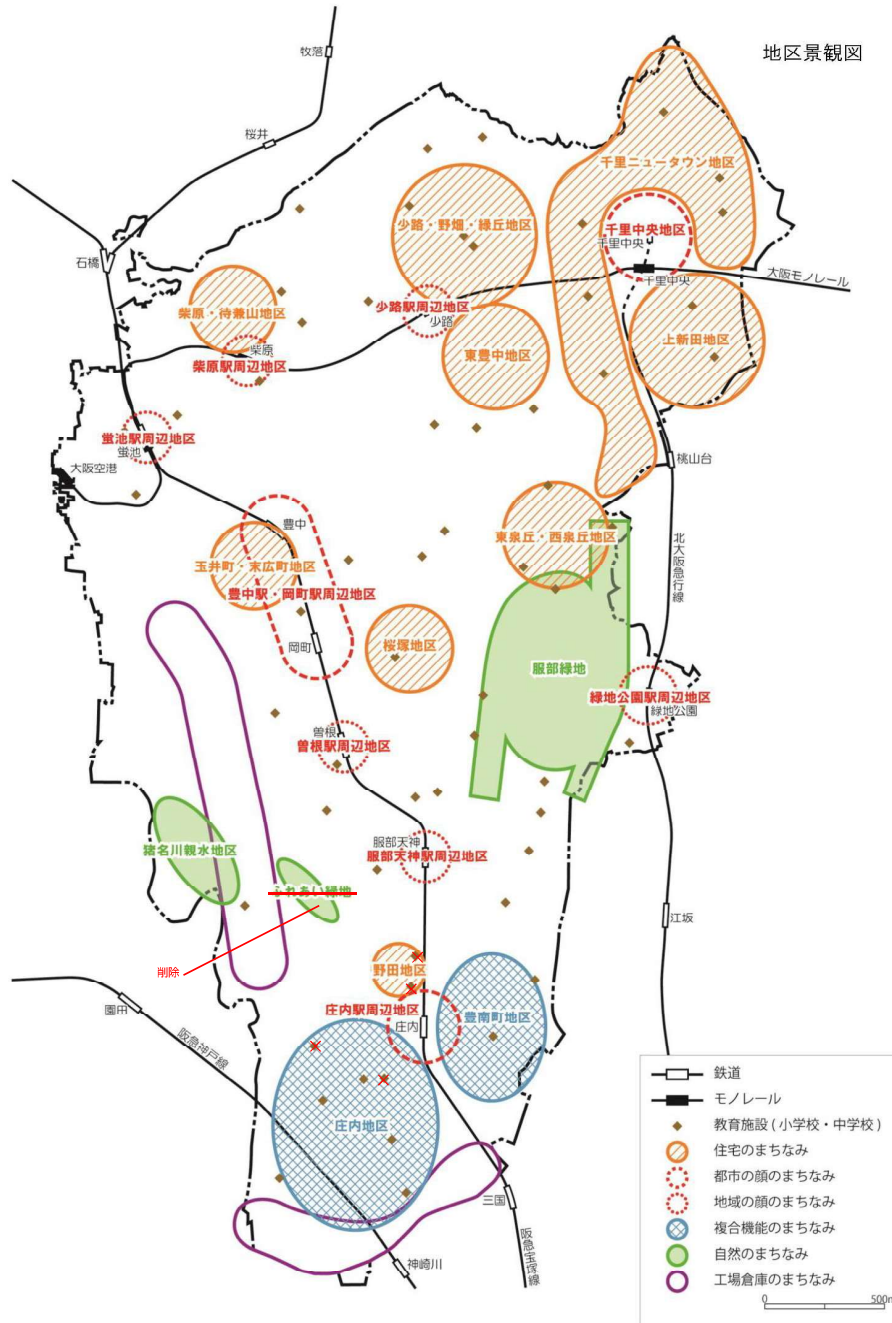 地区景観図
牧落
桜井
千里ニュータウン地区
少路・野畑・緑丘地区
千里中央地区
千里中央
石橋
大阪モノレール
千里中央
柴原・待兼山地区
少路駅周辺地区
少路
上新田地区
柴原
東豊中地区
柴原駅周辺地区
蛍池駅周辺地区
蛍池
大阪空港
桃山台
豊中
東泉丘・西泉丘地区
北大阪急行線
玉井町・末広町地区
豊中駅・岡町駅周辺地区
岡町
桜塚地区
服部緑地
緑地公園駅周辺地区
緑地公園
曽根
曽根駅周辺地区
服部天神
猪名川親水地区
服部天神駅周辺地区
ふれあい緑地
江坂
削除
野田地区
園田
庄内駅周辺地区
豊南町地区
庄内
阪急神戸線
庄内地区
三国
神崎川
阪急宝塚線
鉄道
モノレール
教育施設(小学校・中学校)
住宅のまちなみ
都市の顔のまちなみ
地域の顔のまちなみ
複合機能のまちなみ
自然のまちなみ
工場倉庫のまちなみ
0 500m